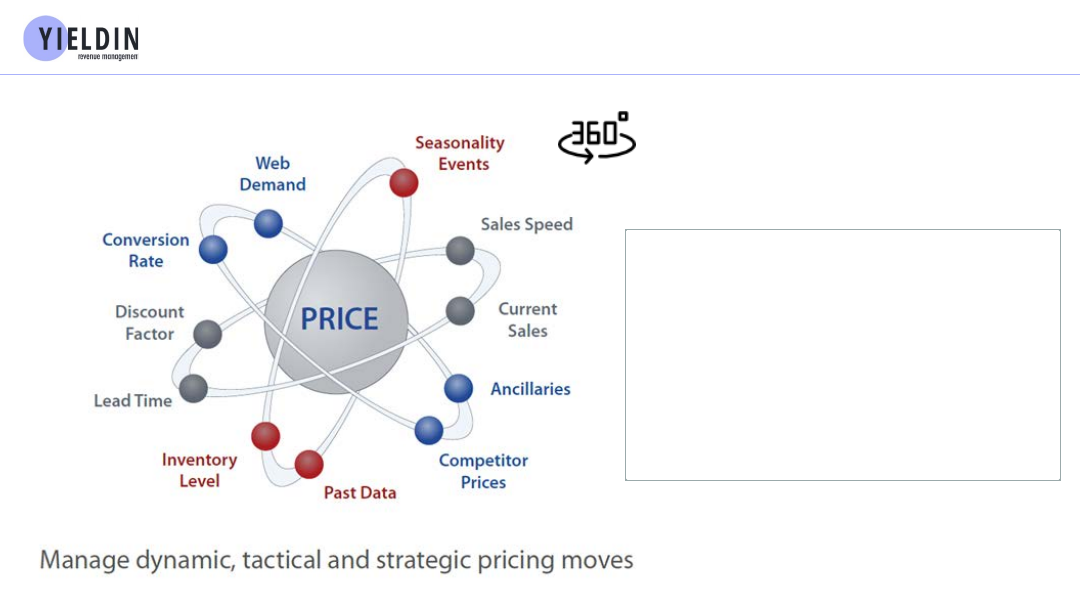 YIELDIN
revenue management
360°
Seasonality
Events
Web
Demand
Sales Speed
Conversion
Rate
Discount
Factor
PRICE
Current
Sales
Lead Time
Ancillaries
Inventory
Level
Competitor
Prices
Past Data
Manage dynamic, tactical and strategic pricing moves